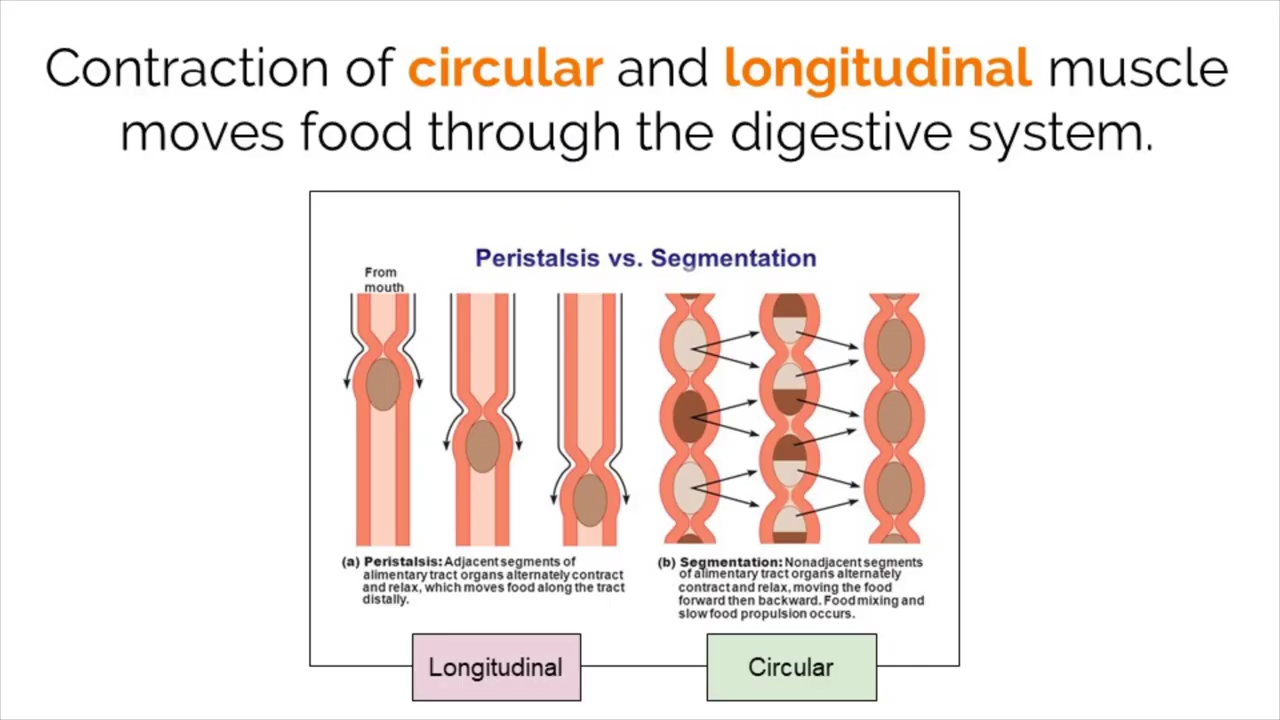 Contraction of circular and longitudinal muscle
moves food through the digestive system.
Peristalsis vs. Segmentation
From
mouth
(a) Peristalsis: Adjacent segments of
alimentary tract organs alternately contract
and relax, which moves food along the tract
distally.
(b) Segmentation: Nonadjacent segments
of alimentary tract organs alternately
contract and relax, moving the food
forward then backward. Food mixing and
slow food propulsion occurs.
Longitudinal
Circular